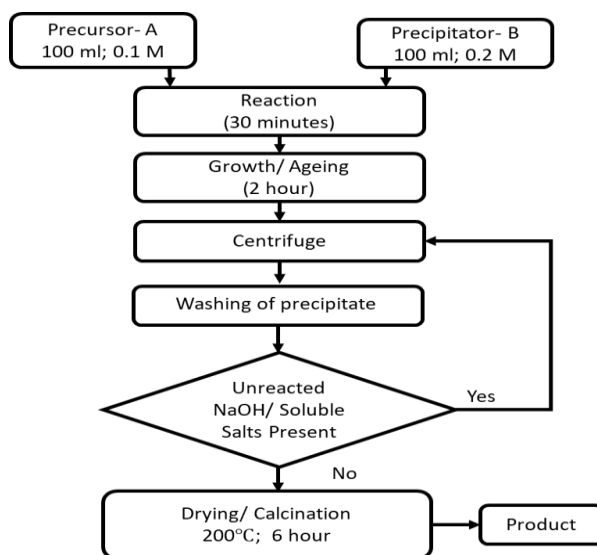 Precursor- A
100 ml; 0.1 M
Precipitator- B
100 ml; 0.2 M
Reaction
(30 minutes)
Growth/ Ageing
(2 hour)
Centrifuge
Washing of precipitate
Unreacted
NaOH/ Soluble
Salts Present
Yes
No
Drying/ Calcination
200℃; 6 hour
Product